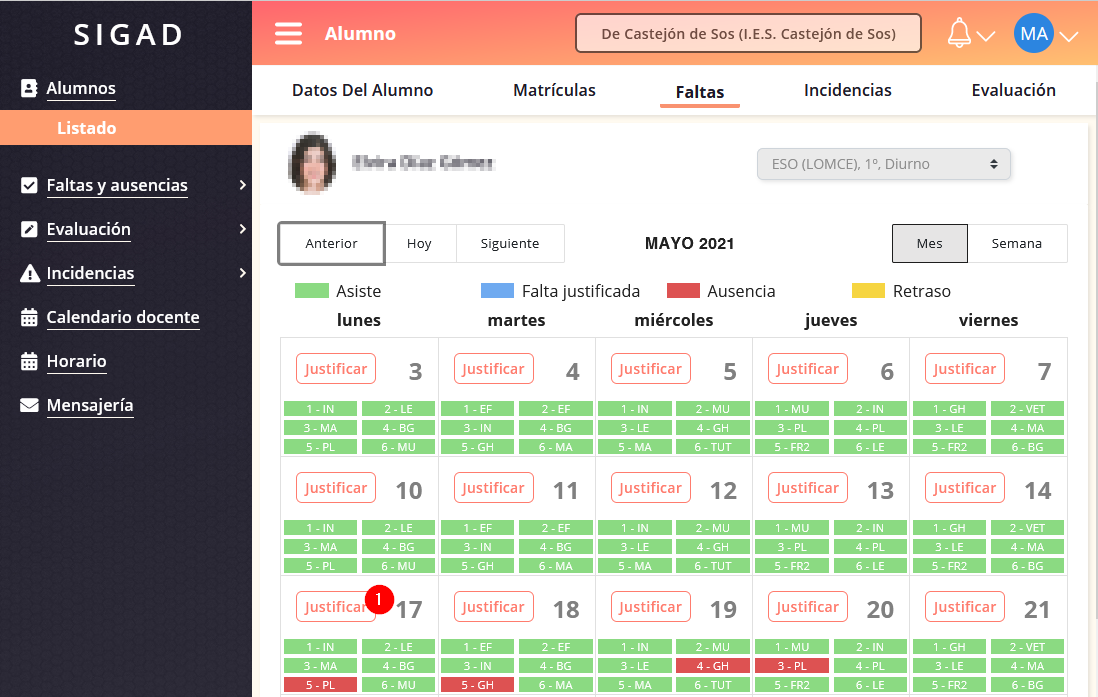 SIGAD
Alumno
De Castejón de Sos (I.E.S. Castejón de Sos)
MA
Alumnos
Listado
Faltas y ausencias
Evaluación
Incidencias
Calendario docente
Horario
Mensajería
Datos Del Alumno Matrículas Faltas Incidencias Evaluación
ESO (LOMCE), 1º, Diurno
Anterior Hoy Siguiente MAYO 2021 Mes Semana
Asiste Falta justificada Ausencia Retraso
lunes martes miércoles jueves viernes
Justificar 3 Justificar 4 Justificar 5 Justificar 6 Justificar 7
1 - IN 2 - LE 1 - EF 2 - EF 1 - IN 2 - MU 1 - MU 2 - IN 1 - GH 2 - VET
3 - MA 4 - BG 3 - IN 4 - BG 3 - LE 4 - GH 3 - PL 4 - PL 3 - LE 4 - MA
5 - PL 6 - MU 5 - GH 6 - MA 5 - MA 6 - TUT 5 - FR2 6 - LE 5 - FR2 6 - BG
Justificar 10 Justificar 11 Justificar 12 Justificar 13 Justificar 14
1 - IN 2 - LE 1 - EF 2 - EF 1 - IN 2 - MU 1 - MU 2 - IN 1 - GH 2 - VET
3 - MA 4 - BG 3 - IN 4 - BG 3 - LE 4 - GH 3 - PL 4 - PL 3 - LE 4 - MA
5 - PL 6 - MU 5 - GH 6 - MA 5 - MA 6 - TUT 5 - FR2 6 - LE 5 - FR2 6 - BG
Justificar 1 17 Justificar 18 Justificar 19 Justificar 20 Justificar 21
1 - IN 2 - LE 1 - EF 2 - EF 1 - IN 2 - MU 1 - MU 2 - IN 1 - GH 2 - VET
3 - MA 4 - BG 3 - IN 4 - BG 3 - LE 4 - GH 3 - PL 4 - PL 3 - LE 4 - MA
5 - PL 6 - MU 5 - GH 6 - MA 5 - MA 6 - TUT 5 - FR2 6 - LE 5 - FR2 6 - BG